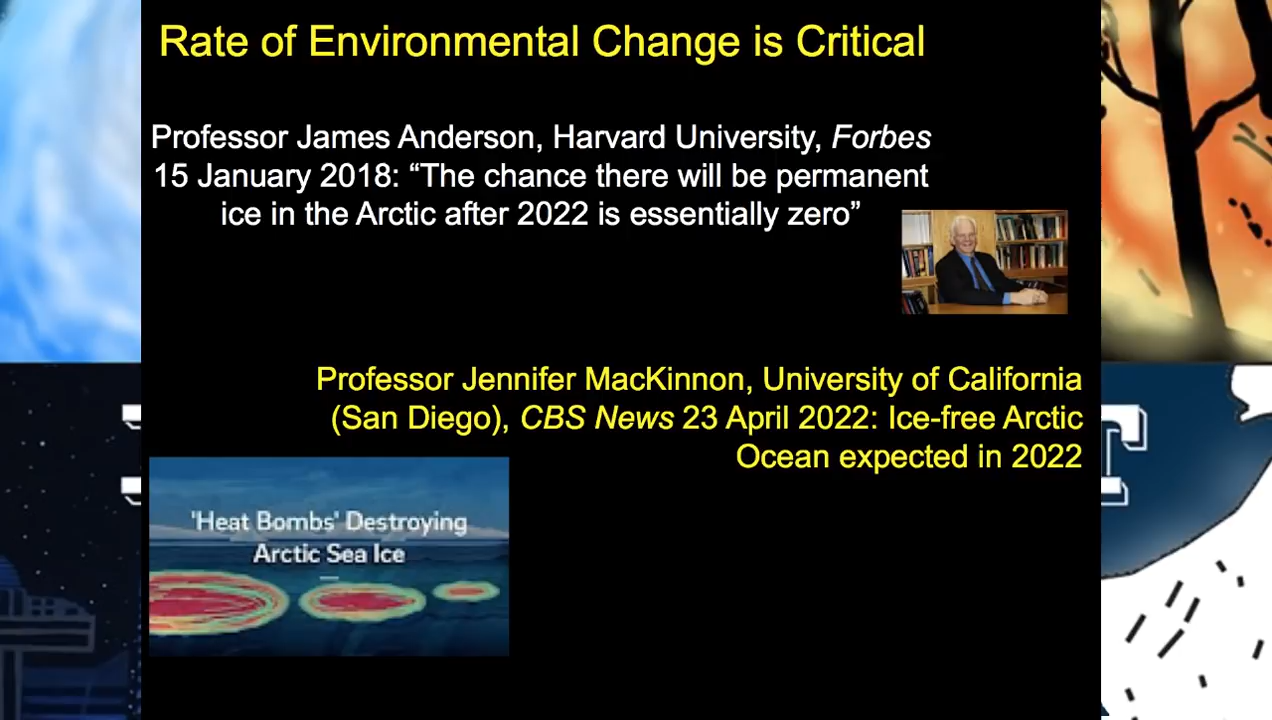 Rate of Environmental Change is Critical
Professor James Anderson, Harvard University, Forbes
15 January 2018: “The chance there will be permanent
ice in the Arctic after 2022 is essentially zero”
Professor Jennifer MacKinnon, University of California
(San Diego), CBS News 23 April 2022: Ice-free Arctic
Ocean expected in 2022
'Heat Bombs' Destroying
Arctic Sea Ice